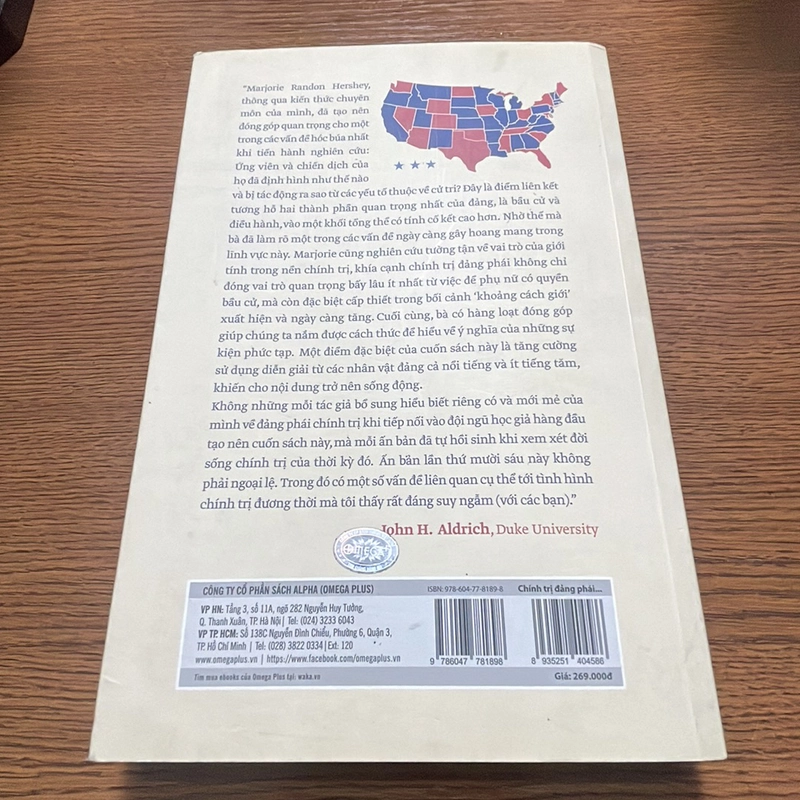 "Marjorie Randon Hershey,
thông qua kiến thức chuyên
môn của mình, đã tạo nên
đóng góp quan trọng cho một
trong các vấn đề hóc búa nhất
khi tiến hành nghiên cứu:
Ứng viên và chiến dịch của
họ đã định hình như thế nào
và bị tác động ra sao từ các yếu tố thuộc về cử tri? Đây là điểm liên kết
tương hỗ hai thành phần quan trọng nhất của đảng, là bầu cử và
điều hành, vào một khối tổng thể có tính cố kết cao hơn. Nhờ thế mà
bà đã làm rõ một trong các vấn đề ngày càng gây hoang mang trong
lĩnh vực này. Marjorie cũng nghiên cứu tường tận về vai trò của giới
tính trong nền chính trị, khía cạnh chính trị đảng phái không chỉ
đóng vai trò quan trọng bấy lâu ít nhất từ việc để phụ nữ có quyền
bầu cử, mà còn đặc biệt cấp thiết trong bối cảnh 'khoảng cách giới'
xuất hiện và ngày càng tăng. Cuối cùng, bà có hàng loạt đóng góp
giúp chúng ta nắm được cách thức để hiểu về ý nghĩa của những sự
kiện phức tạp. Một điểm đặc biệt của cuốn sách này là tăng cường
sử dụng diễn giải từ các nhân vật đảng cả nổi tiếng và ít tiếng tăm,
khiến cho nội dung trở nên sống động.
Không những mỗi tác giả bổ sung hiểu biết riêng có và mới mẻ của
mình về đảng phái chính trị khi tiếp nối vào đội ngũ học giả hàng đầu
tạo nên cuốn sách này, mà mỗi ấn bản đã tự hồi sinh khi xem xét đời
sống chính trị của thời kỳ đó. Ấn bản lần thứ mười sáu này không
phải ngoại lệ. Trong đó có một số vấn đề liên quan cụ thể tới tình hình
chính trị đương thời mà tôi thấy rất đáng suy ngẫm (với các bạn)."
John H. Aldrich, Duke University
OMEGA
CÔNG TY CỔ PHẦN SÁCH ALPHA (OMEGA PLUS)
VP HN: Tầng 3, số 11A, ngõ 282 Nguyễn Huy Tưởng,
Q. Thanh Xuân, TP. Hà Nội | Tel: (024) 3233 6043
VP TP. HCM: Số 138C Nguyễn Đình Chiểu, Phường 6, Quận 3,
TP. Hồ Chí Minh | Tel: (028) 3822 0334 | Ext: 120
www.omegaplus.vn | https://www.facebook.com/omegaplus.vn
Tìm mua ebooks của Omega Plus tại: waka.vn
ISBN: 978-604-77-8189-8
9 786047 781898
Chính trị đảng phái...
8 935251 404586
Giá: 269.000đ